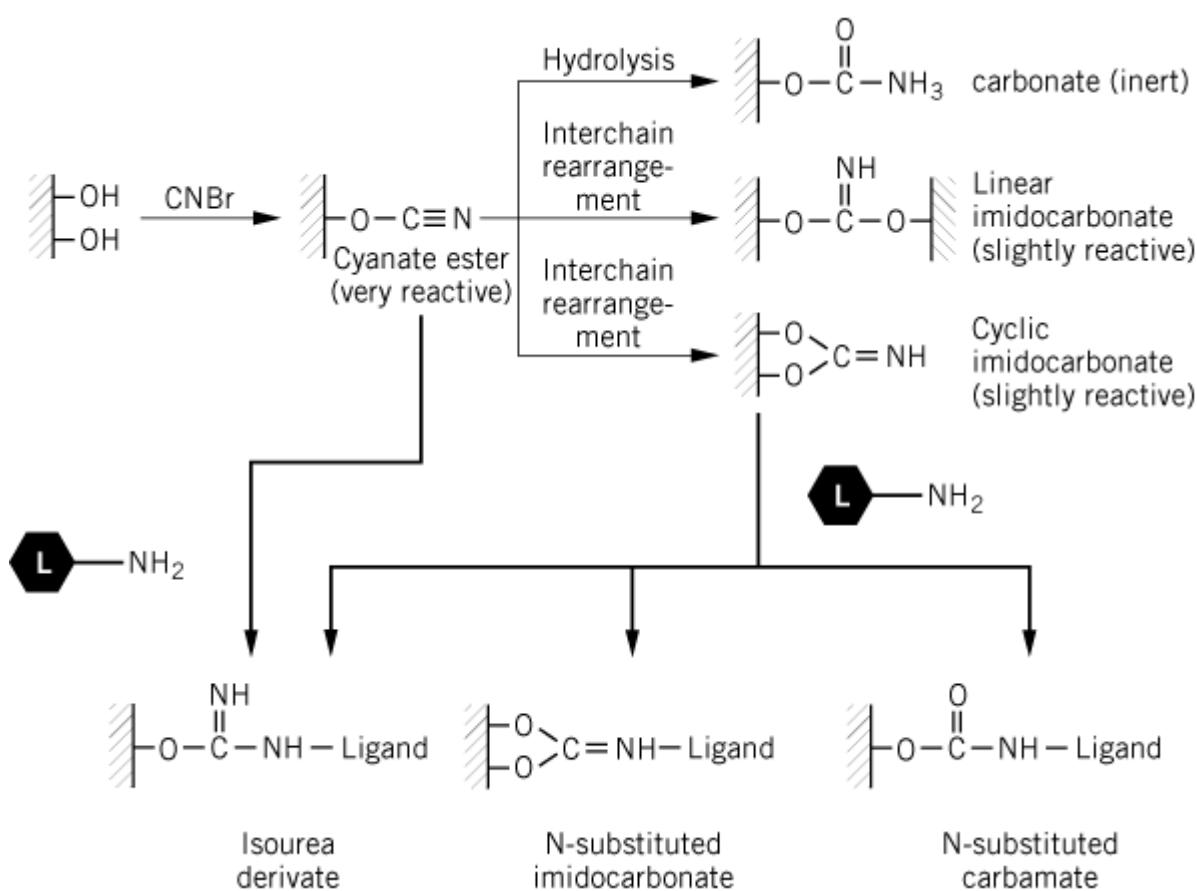 Hydrolysis
O
||
–O–C–NH₃
carbonate (inert)
–OH
–OH
CNBr
–O–C≡N
Cyanate ester
(very reactive)
Interchain
rearrange-
ment
NH
||
–O–C–O–
Linear
imidocarbonate
(slightly reactive)
Interchain
rearrange-
ment
–O
–O
C=NH
Cyclic
imidocarbonate
(slightly reactive)
L–NH₂
L–NH₂
NH
||
–O–C–NH–Ligand
–O
–O
C=NH–Ligand
O
||
–O–C–NH–Ligand
Isourea
derivate
N-substituted
imidocarbonate
N-substituted
carbamate